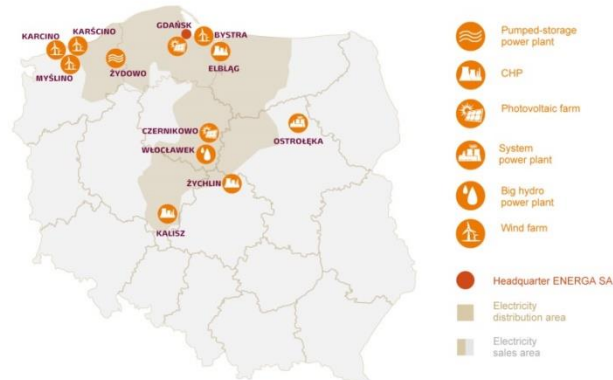 GDAŃSK
KARŚCINO
KARCINO
BYSTRA
MYŚLINO
ŻYDOWO
ELBLĄG
CZERNIKOWO
WŁOCŁAWEK
OSTROŁĘKA
ŻYCHLIN
KALISZ
Pumped-storage
power plant
CHP
Photovoltaic farm
System
power plant
Big hydro
power plant
Wind farm
Headquarter ENERGA SA
Electricity
distribution area
Electricity
sales area